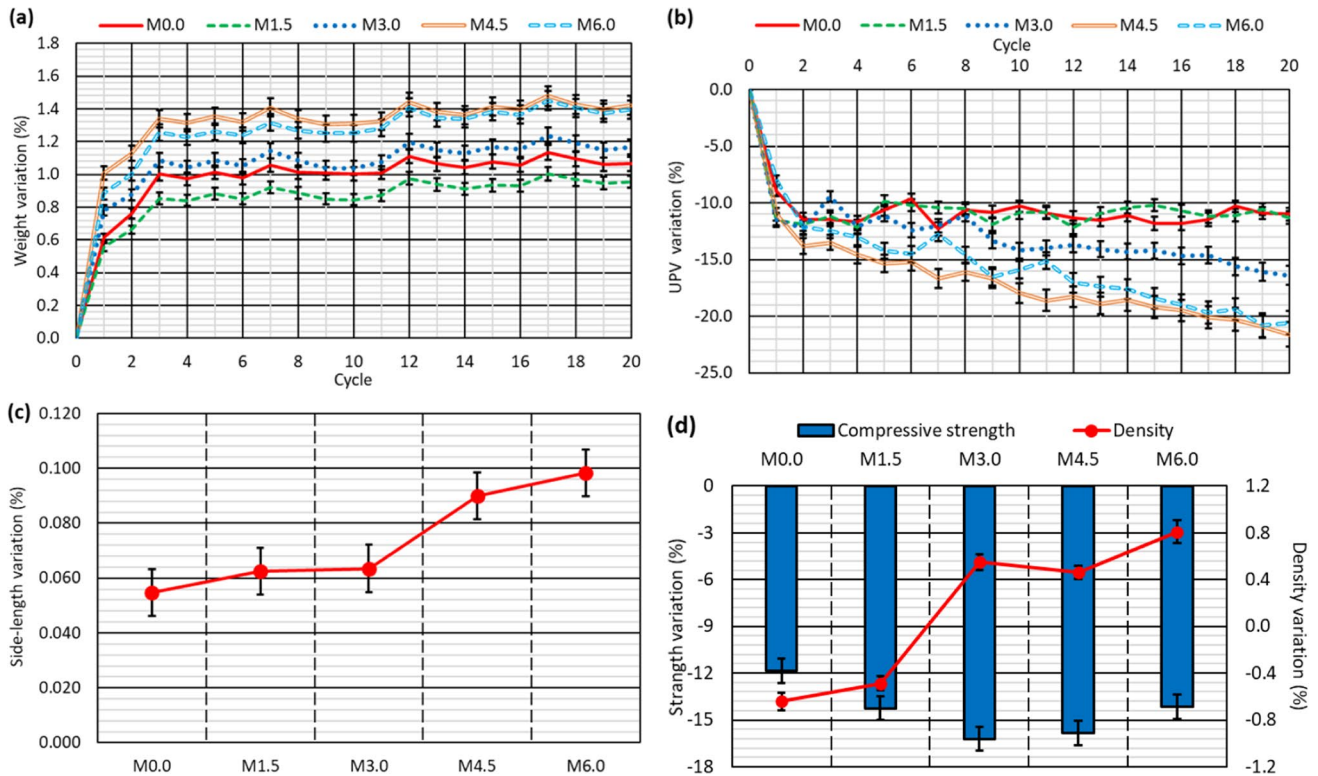 (a)
M0.0 M1.5 M3.0 M4.5 M6.0
Weight variation (%)
1.8
1.6
1.4
1.2
1.0
0.8
0.6
0.4
0.2
0.0
0 2 4 6 8 10 12 14 16 18 20
Cycle
(b)
M0.0 M1.5 M3.0 M4.5 M6.0
Cycle
0 2 4 6 8 10 12 14 16 18 20
UPV variation (%)
0.0
-5.0
-10.0
-15.0
-20.0
-25.0
(c)
Side-length variation (%)
0.120
0.100
0.080
0.060
0.040
0.020
0.000
M0.0 M1.5 M3.0 M4.5 M6.0
(d)
Compressive strength Density
M0.0 M1.5 M3.0 M4.5 M6.0
Strangth variation (%)
0
-3
-6
-9
-12
-15
-18
1.2
0.8
0.4
0.0
-0.4
-0.8
-1.2
Density variation (%)